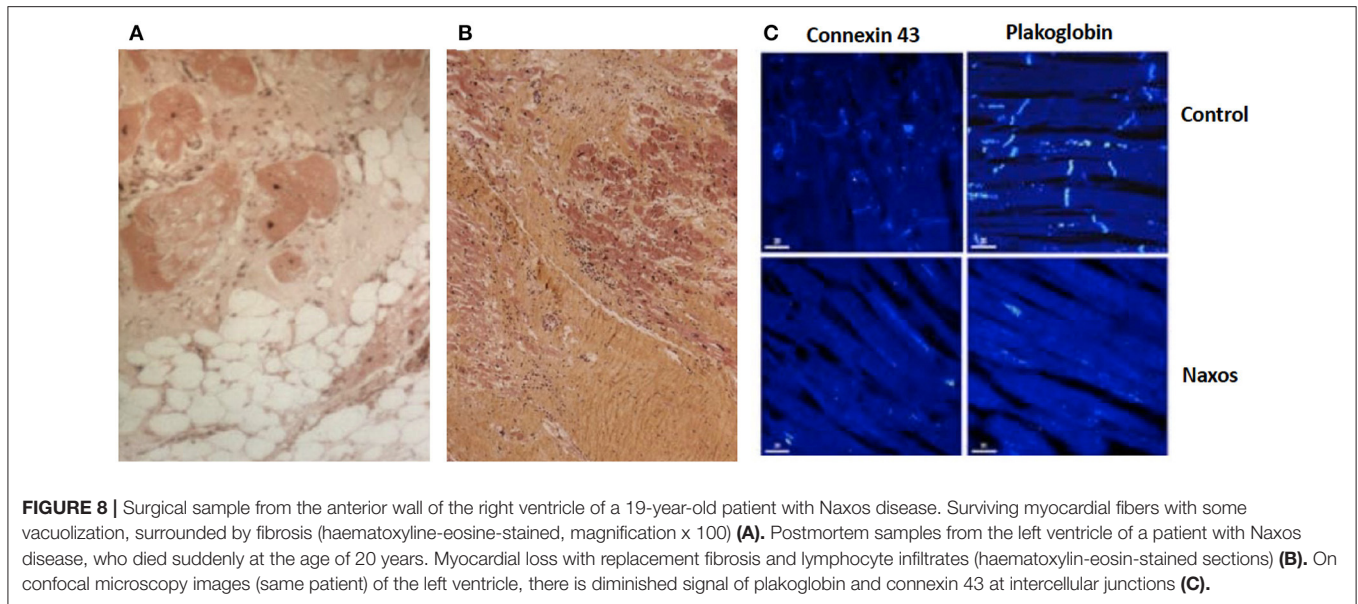 A
B
C
Connexin 43
Plakoglobin
Control
Naxos
FIGURE 8 | Surgical sample from the anterior wall of the right ventricle of a 19-year-old patient with Naxos disease. Surviving myocardial fibers with some
vacuolization, surrounded by fibrosis (haematoxyline-eosine-stained, magnification x 100) (A). Postmortem samples from the left ventricle of a patient with Naxos
disease, who died suddenly at the age of 20 years. Myocardial loss with replacement fibrosis and lymphocyte infiltrates (haematoxylin-eosin-stained sections) (B). On
confocal microscopy images (same patient) of the left ventricle, there is diminished signal of plakoglobin and connexin 43 at intercellular junctions (C).